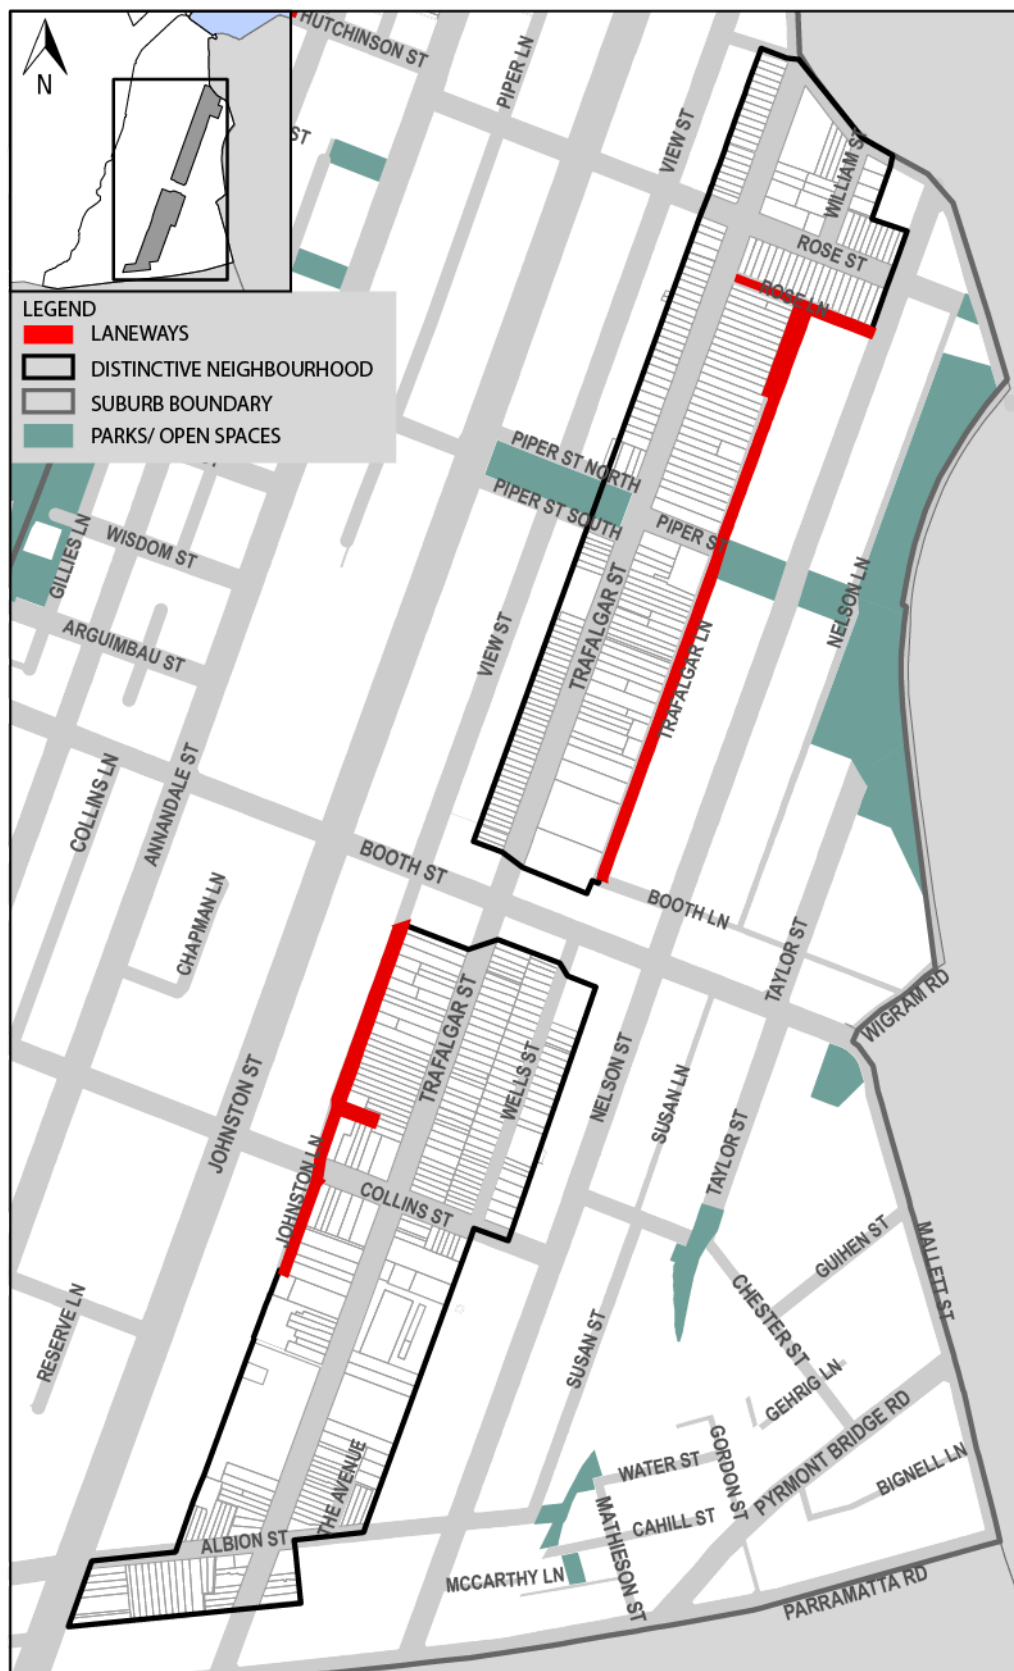 HUTCHINSON ST
PIPER LN
VIEW ST
WILLIAM ST
N
ST
ROSE ST
ROSE LN
LEGEND
LANEWAYS
DISTINCTIVE NEIGHBOURHOOD
SUBURB BOUNDARY
PARKS/ OPEN SPACES
PIPER ST NORTH
PIPER ST SOUTH
PIPER ST
GILLIES LN
WISDOM ST
ARGUIMBAU ST
VIEW ST
TRAFALGAR ST
TRAFALGAR LN
NELSON LN
COLLINS LN
ANNANDALE ST
CHAPMAN LN
BOOTH ST
BOOTH LN
TAYLOR ST
WIGRAM RD
TRAFALGAR ST
WELLS ST
NELSON ST
SUSAN LN
TAYLOR ST
JOHNSTON ST
JOHNSTON LN
COLLINS ST
GUIHEN ST
MALLETT ST
RESERVE LN
SUSAN ST
CHESTER ST
GEHRIG LN
THE AVENUE
WATER ST
GORDON ST
PYRMONT BRIDGE RD
BIGNELL LN
ALBION ST
MATHIESON ST
CAHILL ST
MCCARTHY LN
PARRAMATTA RD